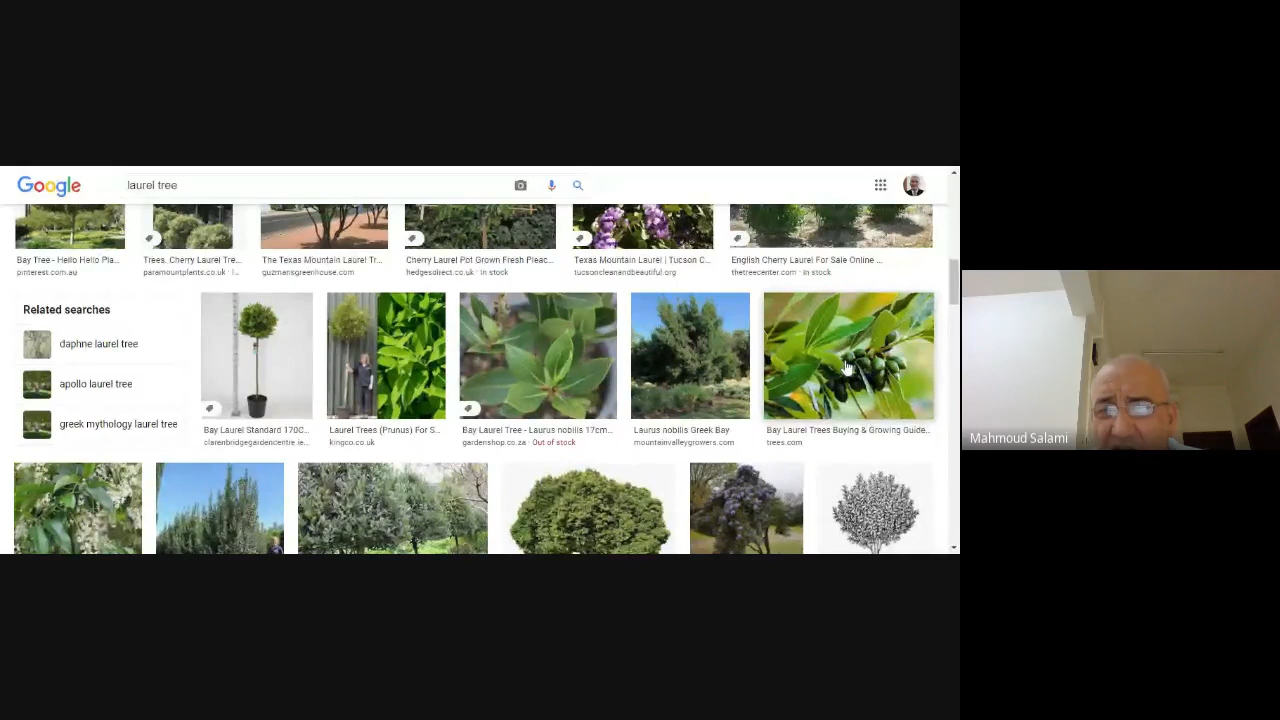 Google
laurel tree
Bay Tree - Hello Hello Pla...
pinterest.com.au
Trees. Cherry Laurel Tre...
paramountplants.co.uk · I...
The Texas Mountain Laurel Tr...
guzmansgreenhouse.com
Cherry Laurel Pot Grown Fresh Pleac...
hedgesdirect.co.uk · In stock
Texas Mountain Laurel | Tucson C...
tucsoncleanandbeautiful.org
English Cherry Laurel For Sale Online ...
thetreecenter.com · In stock
Related searches
daphne laurel tree
apollo laurel tree
greek mythology laurel tree
Bay Laurel Standard 170C...
clarenbridgegardencentre.ie...
Laurel Trees (Prunus) For S...
kingco.co.uk
Bay Laurel Tree - Laurus nobilis 17cm...
gardenshop.co.za · Out of stock
Laurus nobilis Greek Bay
mountainvalleygrowers.com
Bay Laurel Trees Buying & Growing Guide...
trees.com
Mahmoud Salami